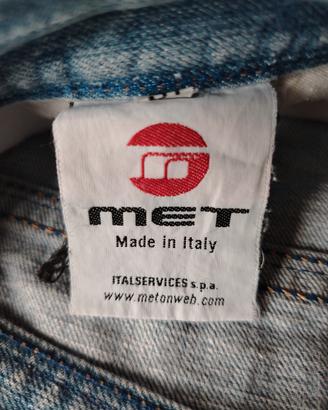 MET
Made in Italy
ITALSERVICES s.p.a.
www.metonweb.com